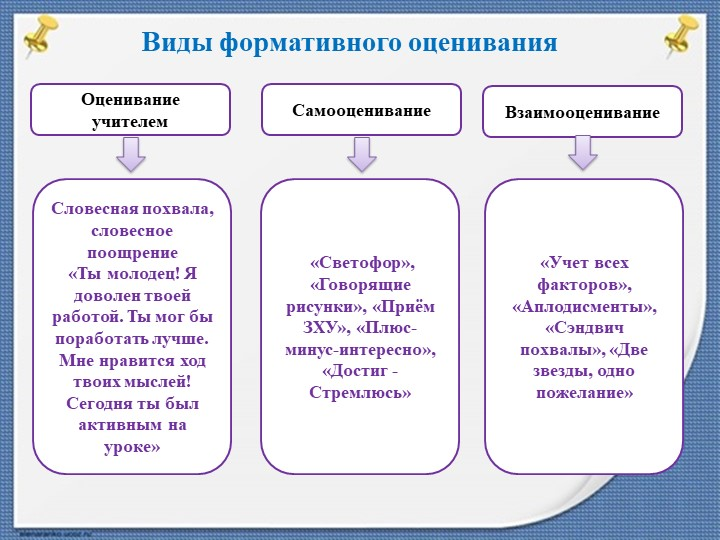 Виды формативного оценивания
Оценивание
учителем
Самооценивание
Взаимооценивание
Словесная похвала,
словесное
поощрение
«Ты молодец! Я
доволен твоей
работой. Ты мог бы
поработать лучше.
Мне нравится ход
твоих мыслей!
Сегодня ты был
активным на
уроке»
«Светофор»,
«Говорящие
рисунки», «Приём
ЗХУ», «Плюс-
минус-интересно»,
«Достиг -
Стремлюсь»
«Учет всех
факторов»,
«Аплодисменты»,
«Сэндвич
похвалы», «Две
звезды, одно
пожелание»